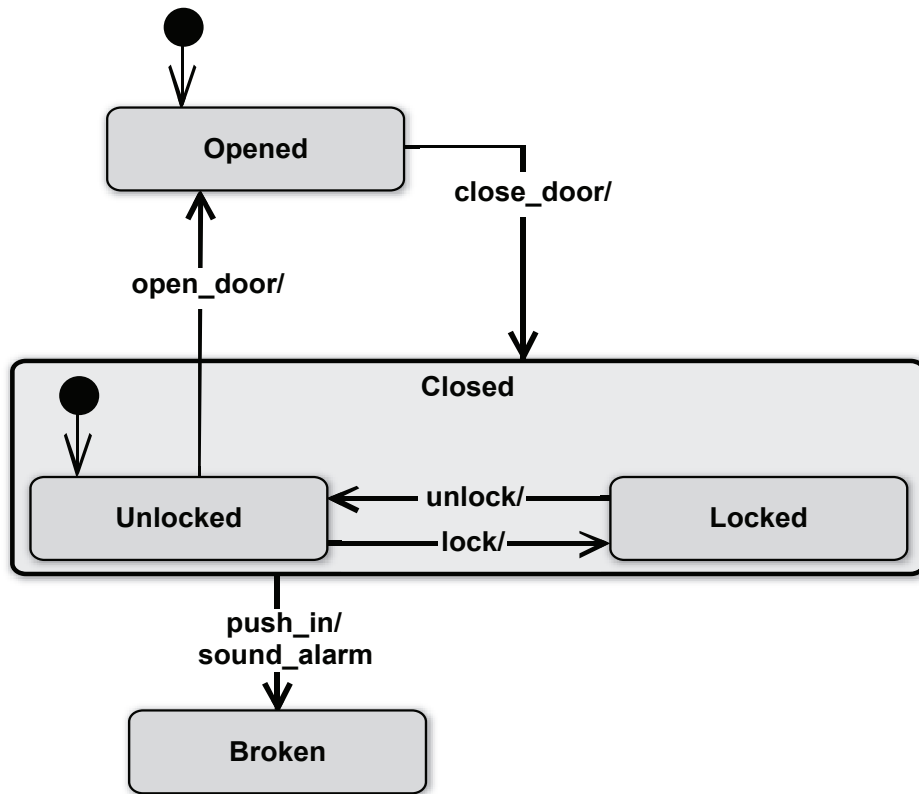 Opened
close_door/
open_door/
Closed
Unlocked
unlock/
lock/
Locked
push_in/
sound_alarm
Broken